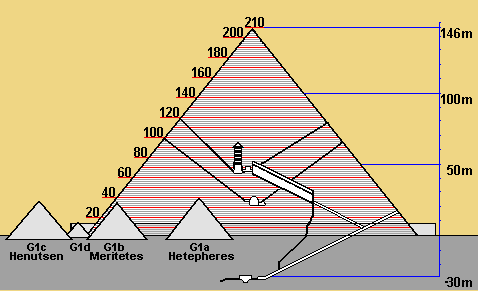 210
200
180
160
140
120
100
80
60
40
20
146m
100m
50m
-30m
G1c
Henutsen
G1d
G1b
Meritetes
G1a
Hetepheres